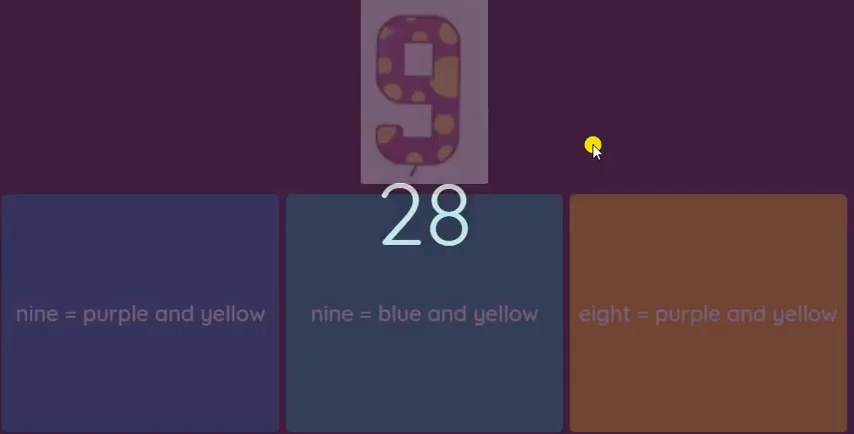 9
28
nine = purple and yellow
nine = blue and yellow
eight = purple and yellow